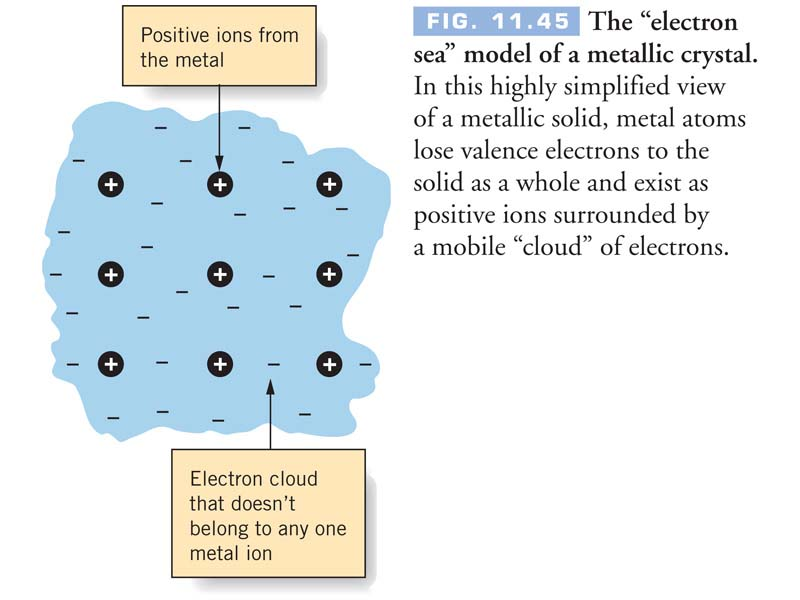 Positive ions from
the metal
FIG. 11.45 The “electron
sea” model of a metallic crystal.
In this highly simplified view
of a metallic solid, metal atoms
lose valence electrons to the
solid as a whole and exist as
positive ions surrounded by
a mobile “cloud” of electrons.
− −
− − −
+ + +
− − − −
− −
−
− + + − +
− − − −
− −
− + − + − + −
− − − −
Electron cloud
that doesn’t
belong to any one
metal ion